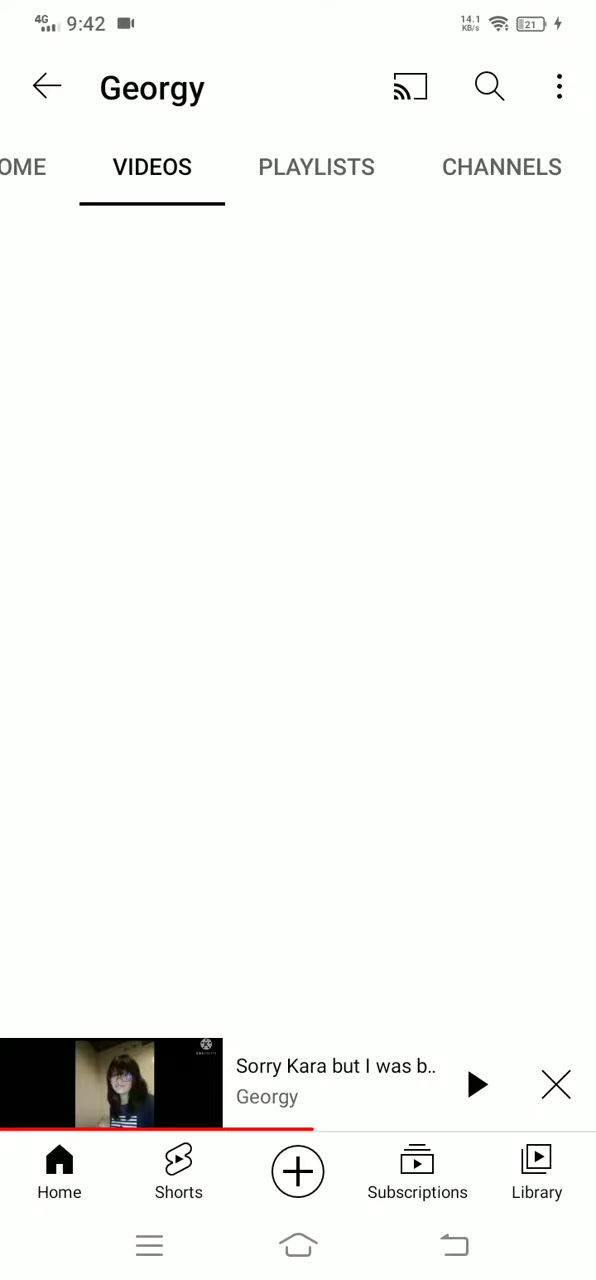 4G 9:42 14.1 KB/s 21
Georgy
OME VIDEOS PLAYLISTS CHANNELS
Sorry Kara but I was b..
Georgy
Home Shorts Subscriptions Library